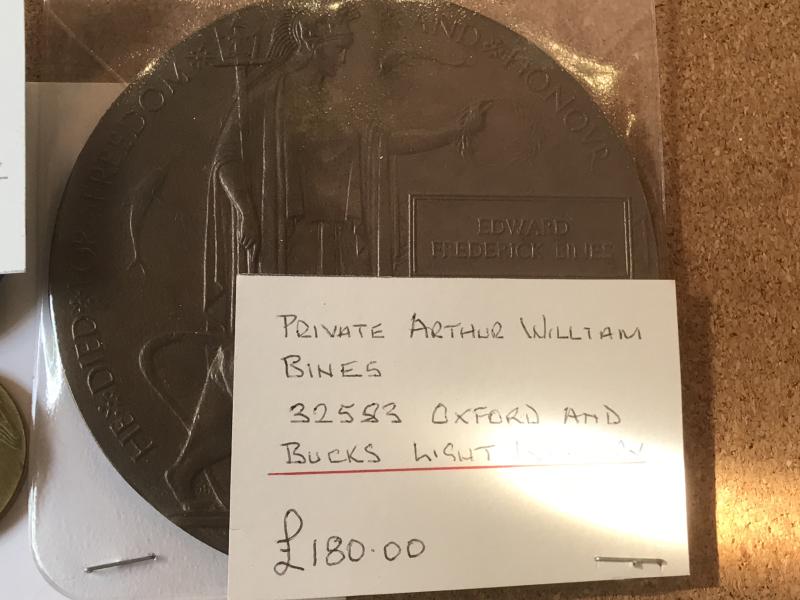 HE DIED FOR FREEDOM AND HONOUR
EDWARD
FREDERICK LINES
PRIVATE ARTHUR WILLIAM
BINES
32583 OXFORD AND
BUCKS LIGHT
£180.00